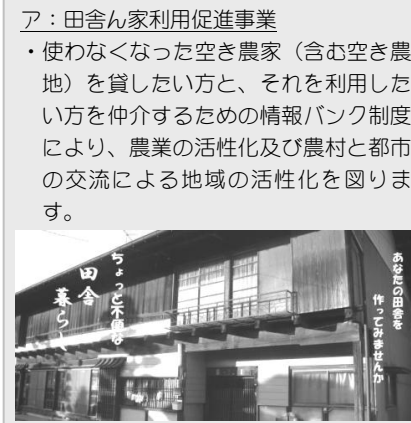 ア：田舎ん家利用促進事業
・使わなくなった空き農家（含む空き農
地）を貸したい方と、それを利用した
い方を仲介するための情報バンク制度
により、農業の活性化及び農村と都市
の交流による地域の活性化を図りま
す。
あなたの田舎を
作ってみませんか
ちょっと不便な
田舎
暮らし